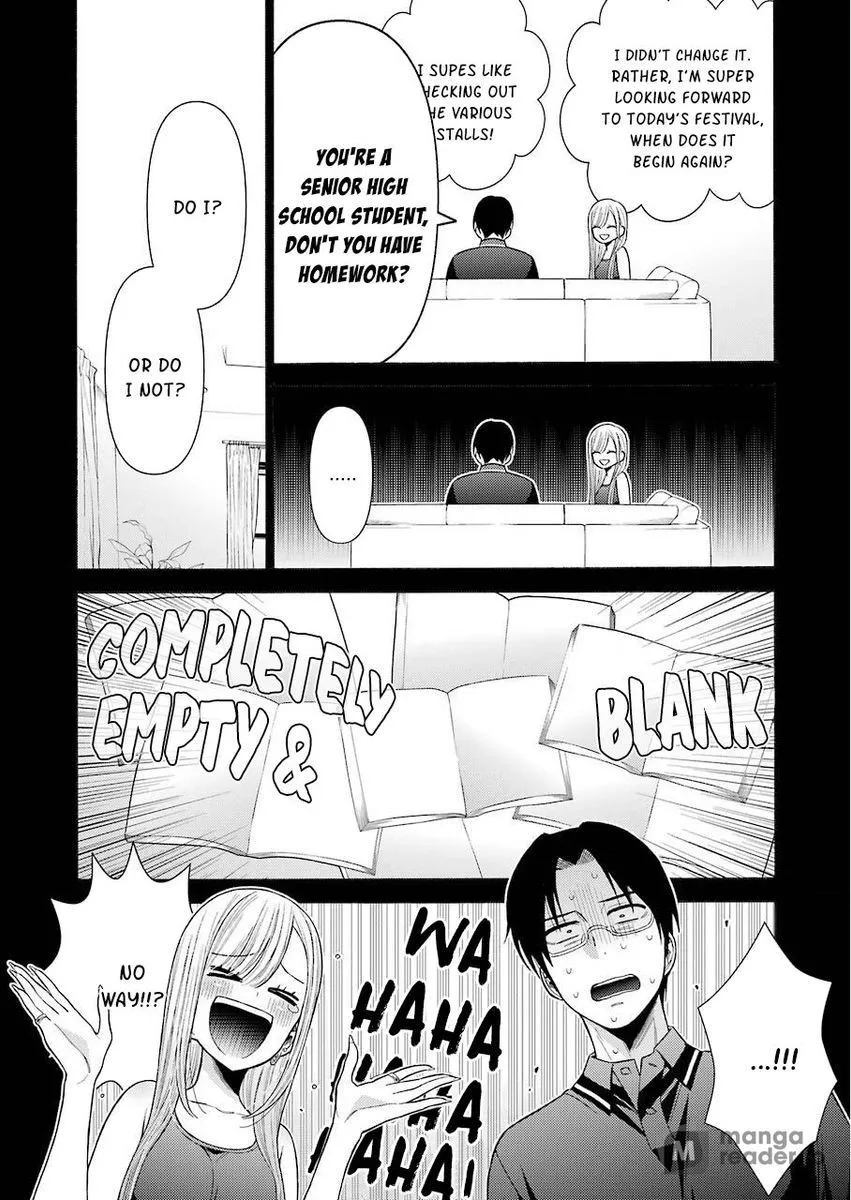 I DIDN'T CHANGE IT.
RATHER, I'M SUPER
LOOKING FORWARD
TO TODAY'S FESTIVAL,
WHEN DOES IT
BEGIN AGAIN?
I SUPES LIKE
CHECKING OUT
THE VARIOUS
STALLS!
YOU'RE A
SENIOR HIGH
SCHOOL STUDENT,
DON'T YOU HAVE
HOMEWORK?
DO I?
OR DO
I NOT?
.....
COMPLETELY
EMPTY &
BLANK
...!!!
WA
HAHA
HAHA
HAHA
HAHA!
NO
WAY!!?
M manga
reader.to